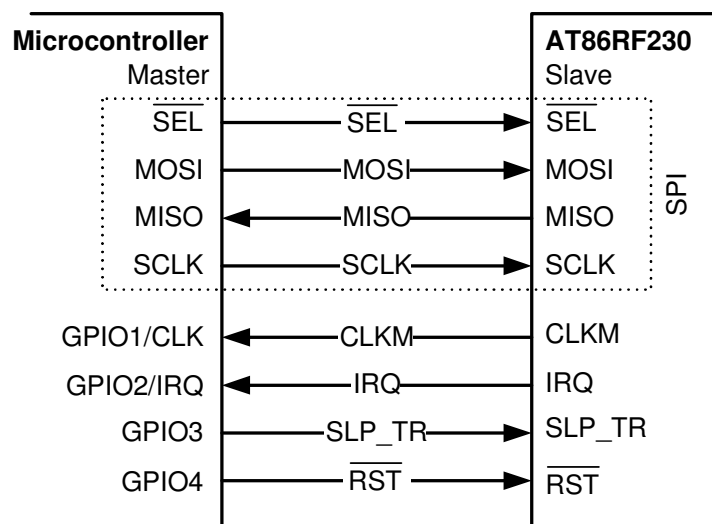 Microcontroller AT86RF230
Master Slave
SEL SEL SEL
MOSI MOSI MOSI
MISO MISO MISO
SCLK SCLK SCLK
SPI
GPIO1/CLK CLKM CLKM
GPIO2/IRQ IRQ IRQ
GPIO3 SLP_TR SLP_TR
GPIO4 RST RST